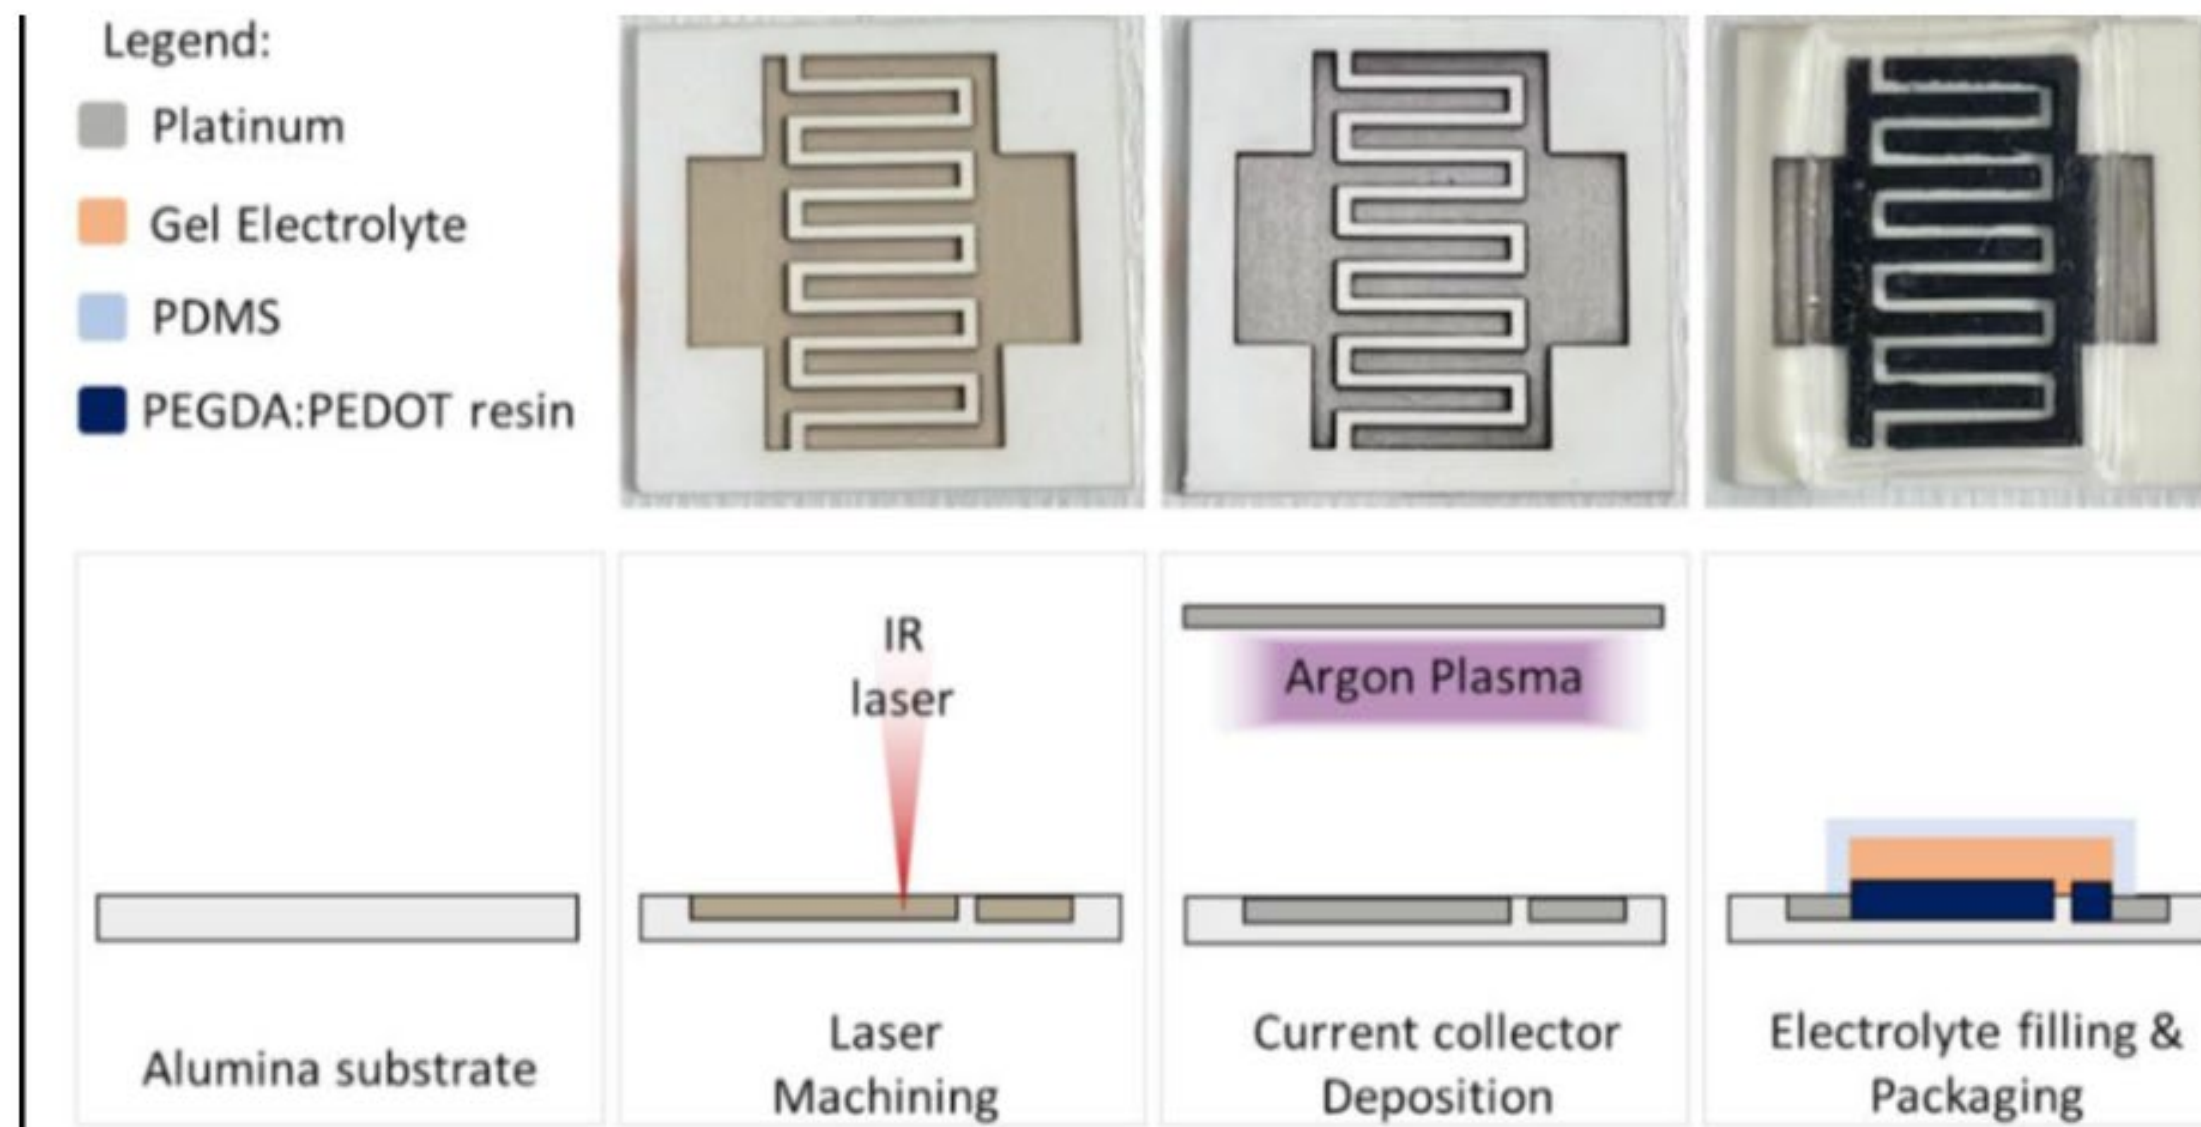 Legend:
Platinum
Gel Electrolyte
PDMS
PEGDA:PEDOT resin
IR
laser
Argon Plasma
Alumina substrate
Laser
Machining
Current collector
Deposition
Electrolyte filling &
Packaging